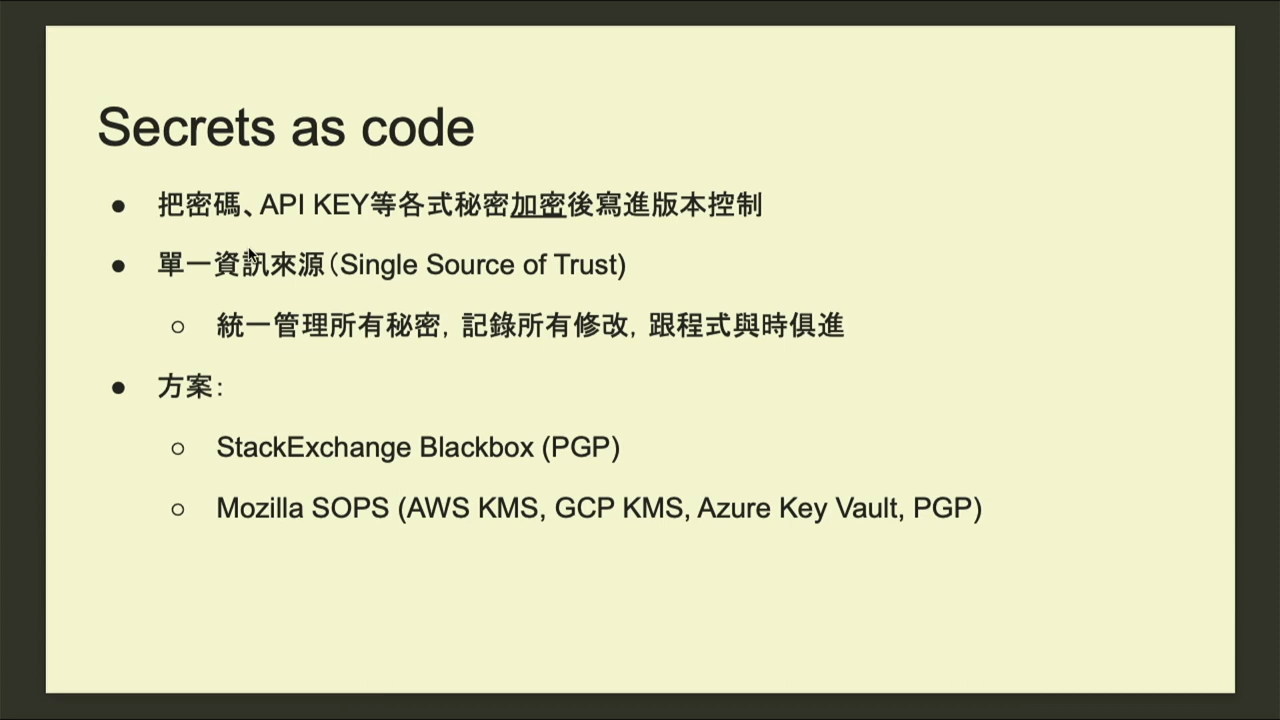 Secrets as code
● 把密碼、API KEY等各式秘密加密後寫進版本控制
● 單一資訊來源（Single Source of Trust)
○ 統一管理所有秘密，記錄所有修改，跟程式與時俱進
● 方案：
○ StackExchange Blackbox (PGP)
○ Mozilla SOPS (AWS KMS, GCP KMS, Azure Key Vault, PGP)